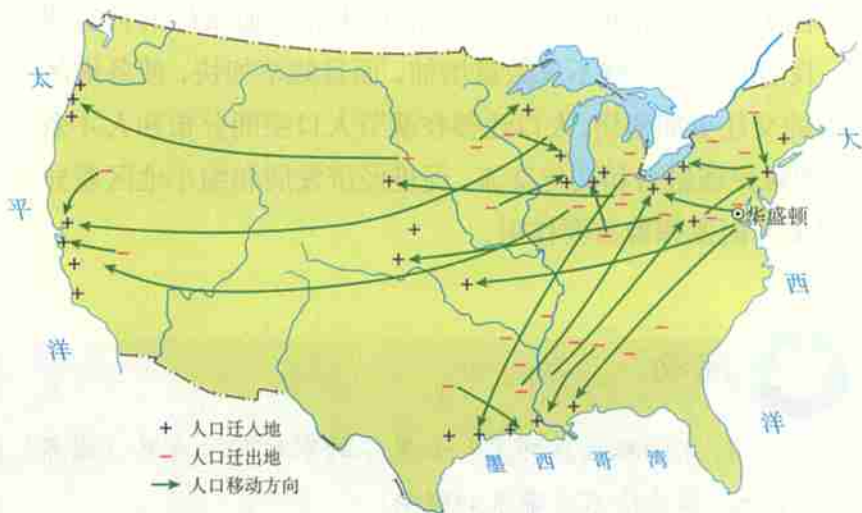 太
平
洋
大
西
洋
华盛顿
墨西哥湾
+ 人口迁入地
− 人口迁出地
→ 人口移动方向